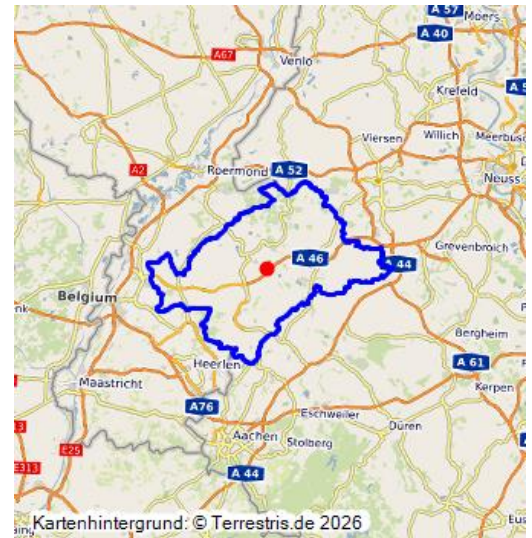 A 57
Moers
A67
A 40
Venlo
Krefeld
A2
Viersen
Willich
Meerbusch
Roermond
A 52
Neuss
A 46
Grevenbroich
A 44
Belgium
Bergheim
Heerlen
A 61
Maastricht
Kerpen
A76
Eschweiler
Düren
Aachen
Stolberg
E25
E313
A 44
Kartenhintergrund: © Terrestris.de 2026